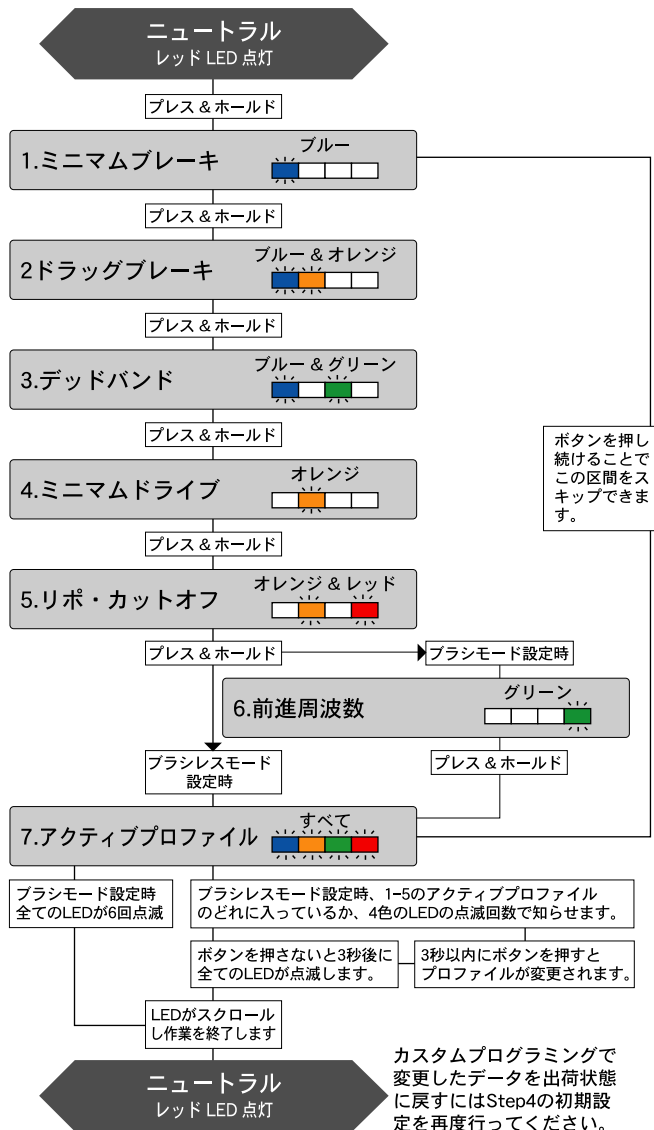 ニュートラル
レッド LED 点灯
プレス & ホールド
1.ミニマムブレーキ
ブルー
プレス & ホールド
2ドラッグブレーキ
ブルー & オレンジ
プレス & ホールド
3.デッドバンド
ブルー & グリーン
プレス & ホールド
4.ミニマムドライブ
オレンジ
プレス & ホールド
5.リポ・カットオフ
オレンジ & レッド
ボタンを押し
続けることで
この区間をス
キップできま
す。
プレス & ホールド
ブラシモード設定時
6.前進周波数
グリーン
ブラシレスモード
設定時
プレス & ホールド
7.アクティブプロファイル
すべて
ブラシモード設定時
全てのLEDが6回点滅
ブラシレスモード設定時、1-5のアクティブプロファイル
のどれに入っているか、4色のLEDの点滅回数で知らせます。
ボタンを押さないと3秒後に
全てのLEDが点滅します。
3秒以内にボタンを押すと
プロファイルが変更されます。
LEDがスクロール
し作業を終了します
ニュートラル
レッド LED 点灯
カスタムプログラミングで
変更したデータを出荷状態
に戻すにはStep4の初期設
定を再度行ってください。